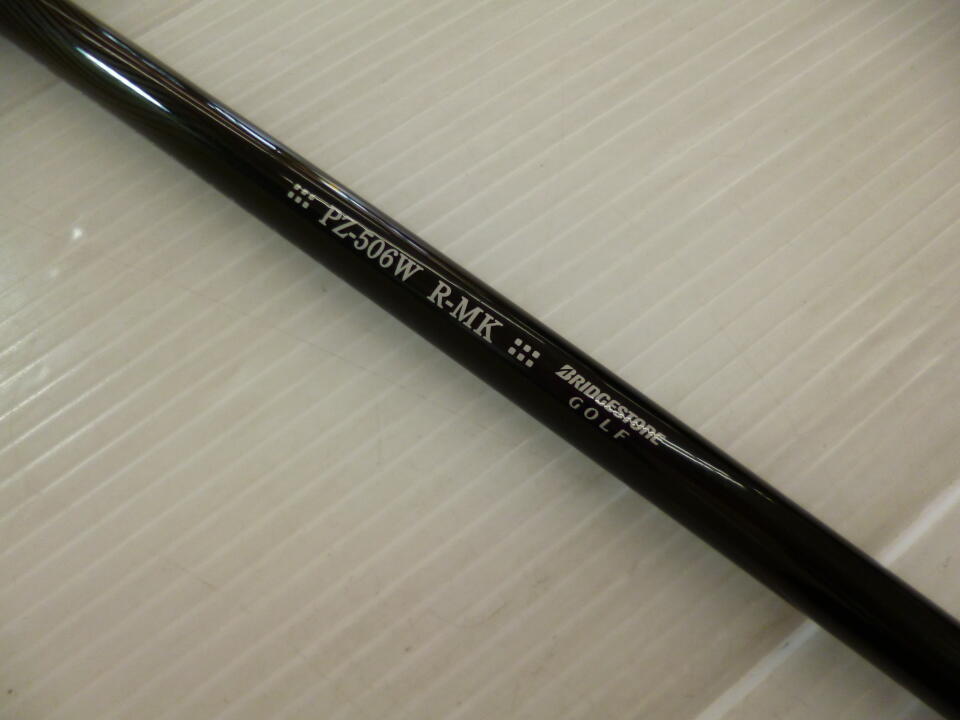 PZ-506W R-MK
BRIDGESTONE
GOLF